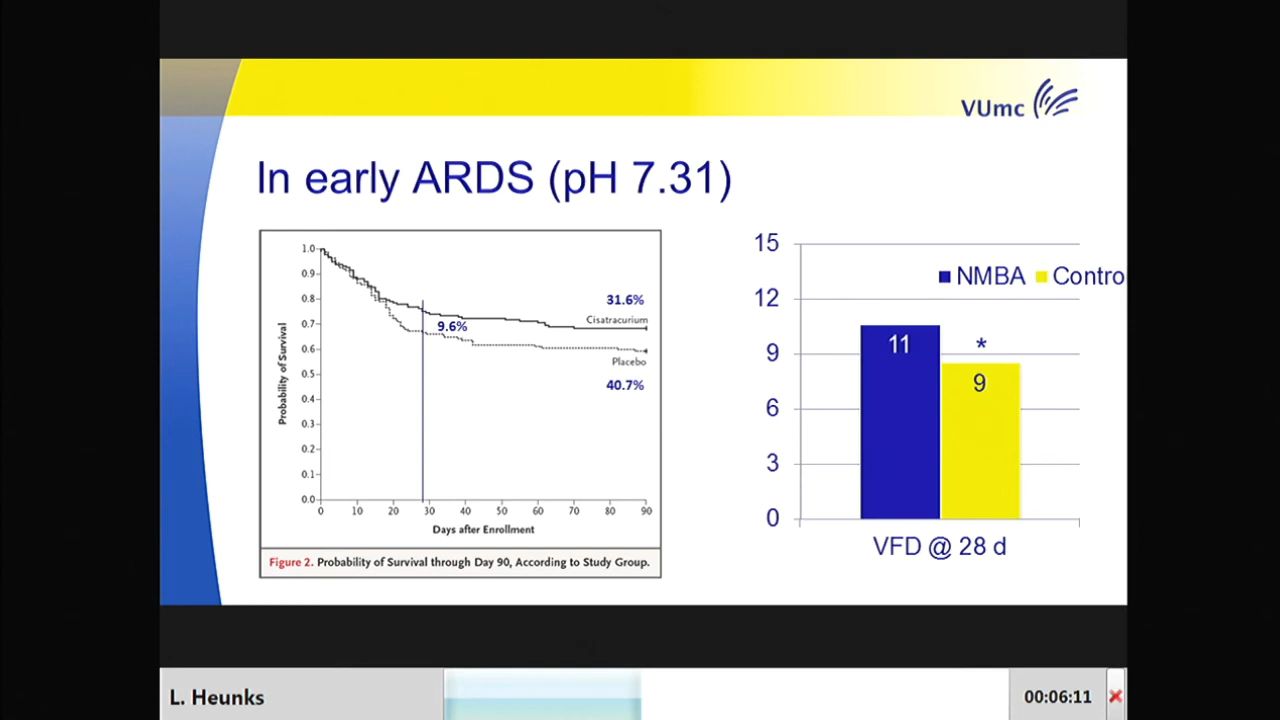 VUmc
In early ARDS (pH 7.31)
1.0
0.9
0.8
0.7
0.6
0.5
0.4
0.3
0.2
0.1
0.0
Probability of Survival
31.6%
Cisatracurium
9.6%
Placebo
40.7%
0 10 20 30 40 50 60 70 80 90
Days after Enrollment
Figure 2. Probability of Survival through Day 90, According to Study Group.
15
12
9
6
3
0
NMBA Contro
11
*
9
VFD @ 28 d
L. Heunks
00:06:11